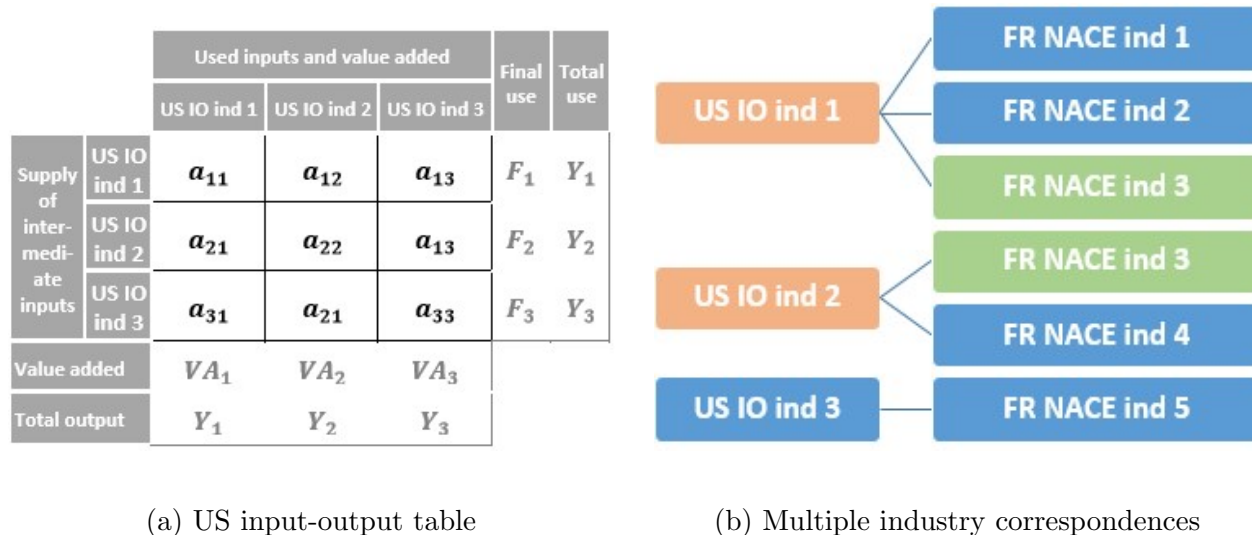 Used inputs and value added
Final use
Total use
US IO ind 1
US IO ind 2
US IO ind 3
Supply of inter-medi-ate inputs
US IO ind 1
a11
a12
a13
F1
Y1
US IO ind 2
a21
a22
a13
F2
Y2
US IO ind 3
a31
a21
a33
F3
Y3
Value added
VA1
VA2
VA3
Total output
Y1
Y2
Y3
(a) US input-output table
US IO ind 1
FR NACE ind 1
FR NACE ind 2
FR NACE ind 3
US IO ind 2
FR NACE ind 3
FR NACE ind 4
US IO ind 3
FR NACE ind 5
(b) Multiple industry correspondences